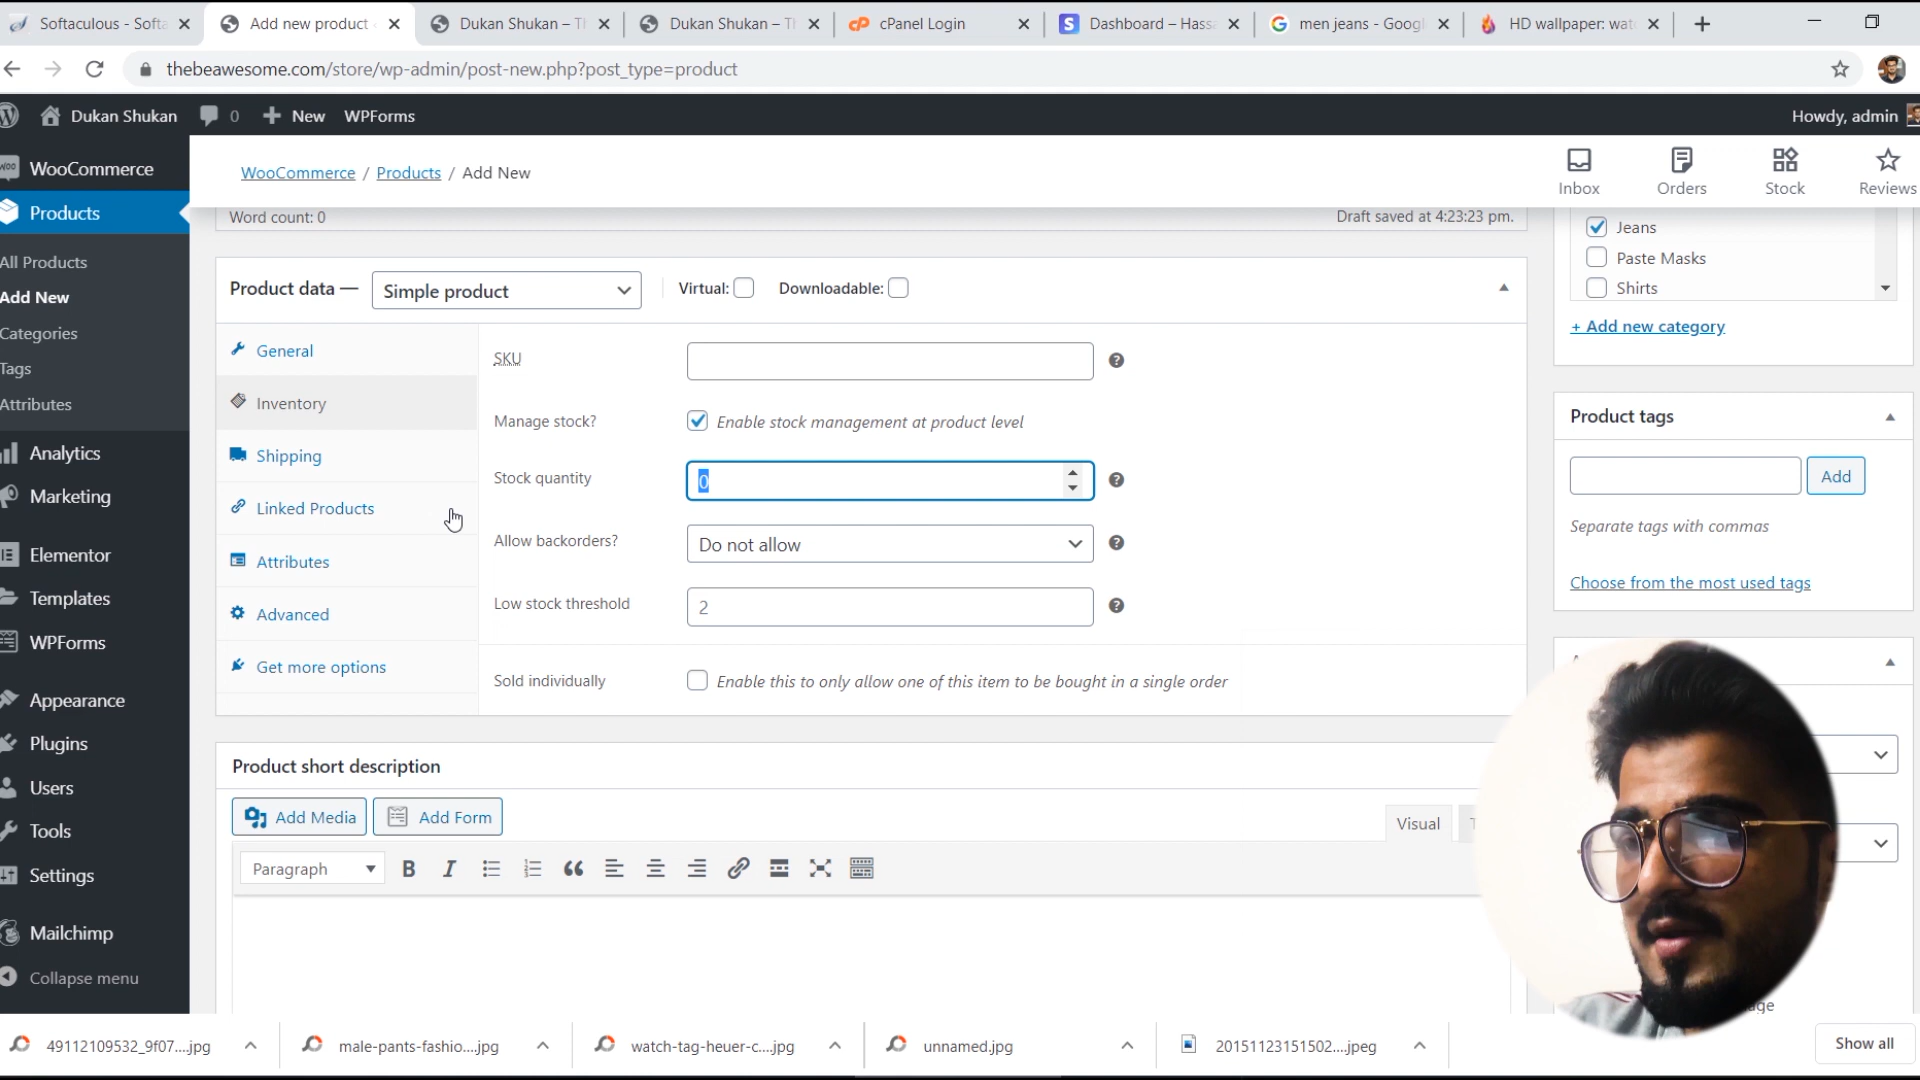 Softaculous - Softa
Add new product
Dukan Shukan – Th
Dukan Shukan – Th
cPanel Login
Dashboard – Hassa
men jeans - Googl
HD wallpaper: wat
thebeawesome.com/store/wp-admin/post-new.php?post_type=product
Dukan Shukan
0
New
WPForms
Howdy, admin
WooCommerce
Products
All Products
Add New
Categories
Tags
Attributes
Analytics
Marketing
Elementor
Templates
WPForms
Appearance
Plugins
Users
Tools
Settings
Mailchimp
Collapse menu
WooCommerce / Products / Add New
Inbox
Orders
Stock
Reviews
Word count: 0
Draft saved at 4:23:23 pm.
Product data —
Simple product
Virtual:
Downloadable:
General
Inventory
Shipping
Linked Products
Attributes
Advanced
Get more options
SKU
Manage stock?
Enable stock management at product level
Stock quantity
0
Allow backorders?
Do not allow
Low stock threshold
2
Sold individually
Enable this to only allow one of this item to be bought in a single order
Product short description
Add Media
Add Form
Visual
Paragraph
Jeans
Paste Masks
Shirts
+ Add new category
Product tags
Add
Separate tags with commas
Choose from the most used tags
49112109532_9f07....jpg
male-pants-fashio....jpg
watch-tag-heuer-c....jpg
unnamed.jpg
20151123151502....jpeg
Show all